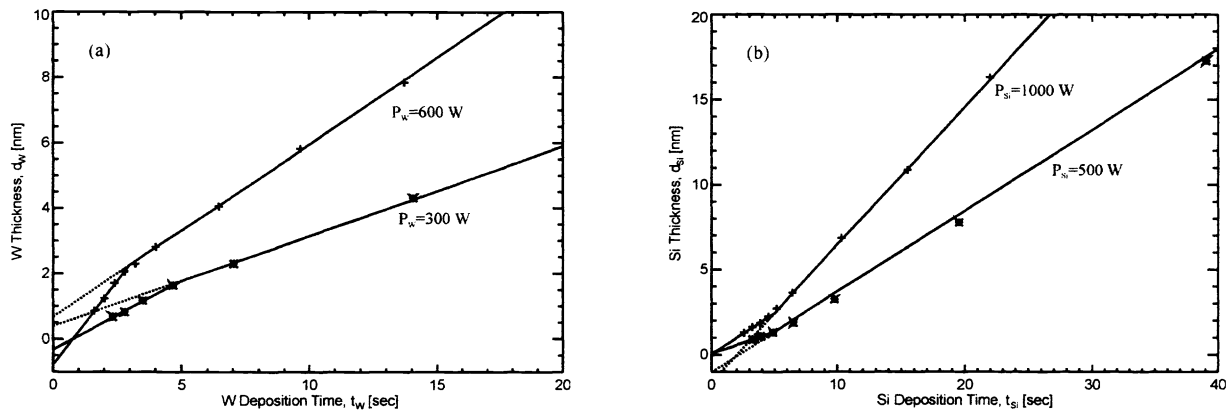 (a)
10
8
6
4
2
0
W Thickness, d_W [nm]
P_W=600 W
P_W=300 W
0 5 10 15 20
W Deposition Time, t_W [sec]
(b)
20
15
10
5
0
Si Thickness, d_Si [nm]
P_Si=1000 W
P_Si=500 W
0 10 20 30 40
Si Deposition Time, t_Si [sec]